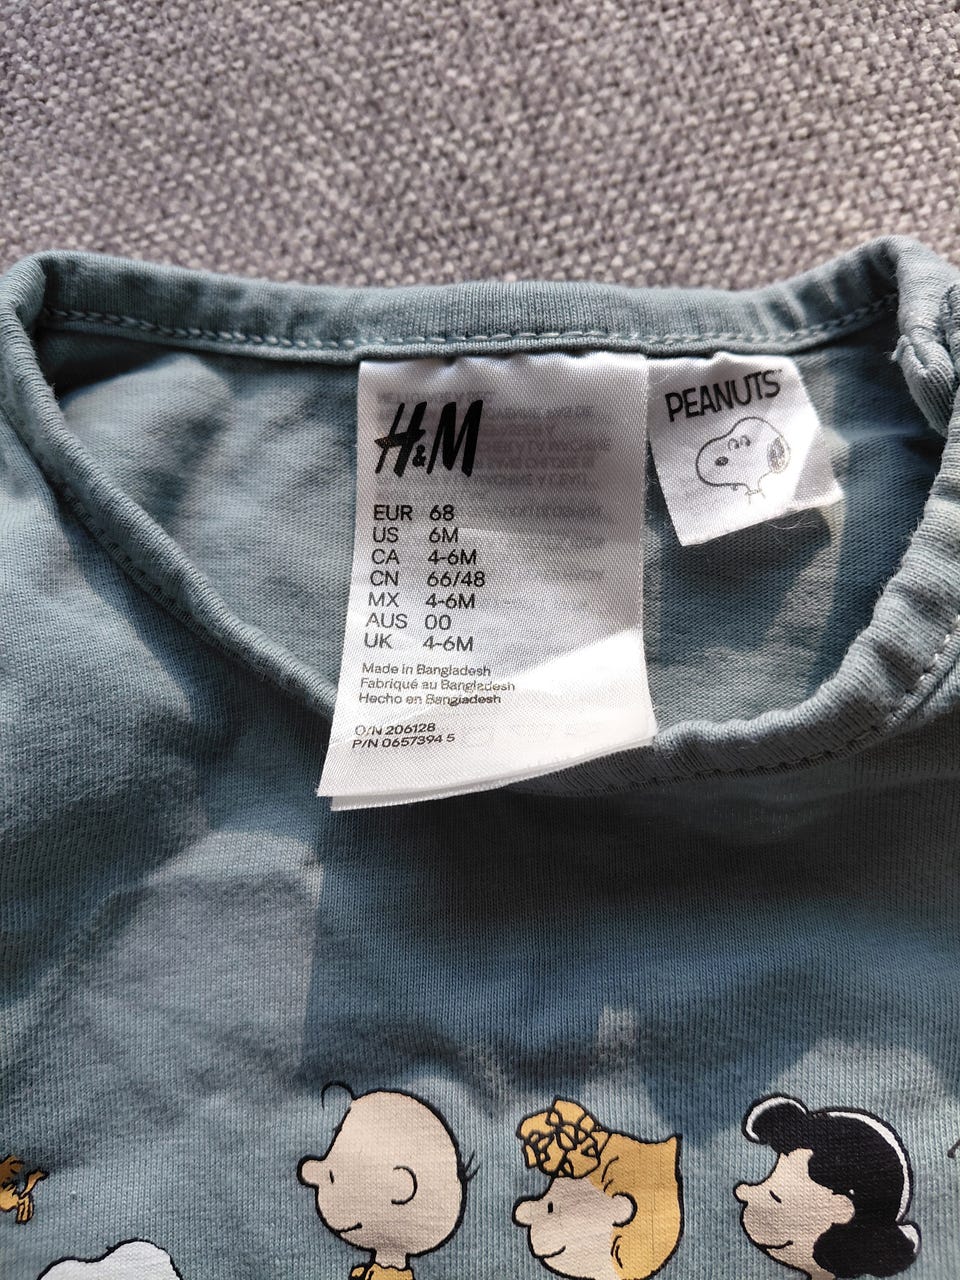 H&M
EUR 68
US 6M
CA 4-6M
CN 66/48
MX 4-6M
AUS 00
UK 4-6M
Made in Bangladesh
Fabriqué au Bangladesh
Hecho en Bangladesh
O/N 206128
P/N 0657394 5
PEANUTS